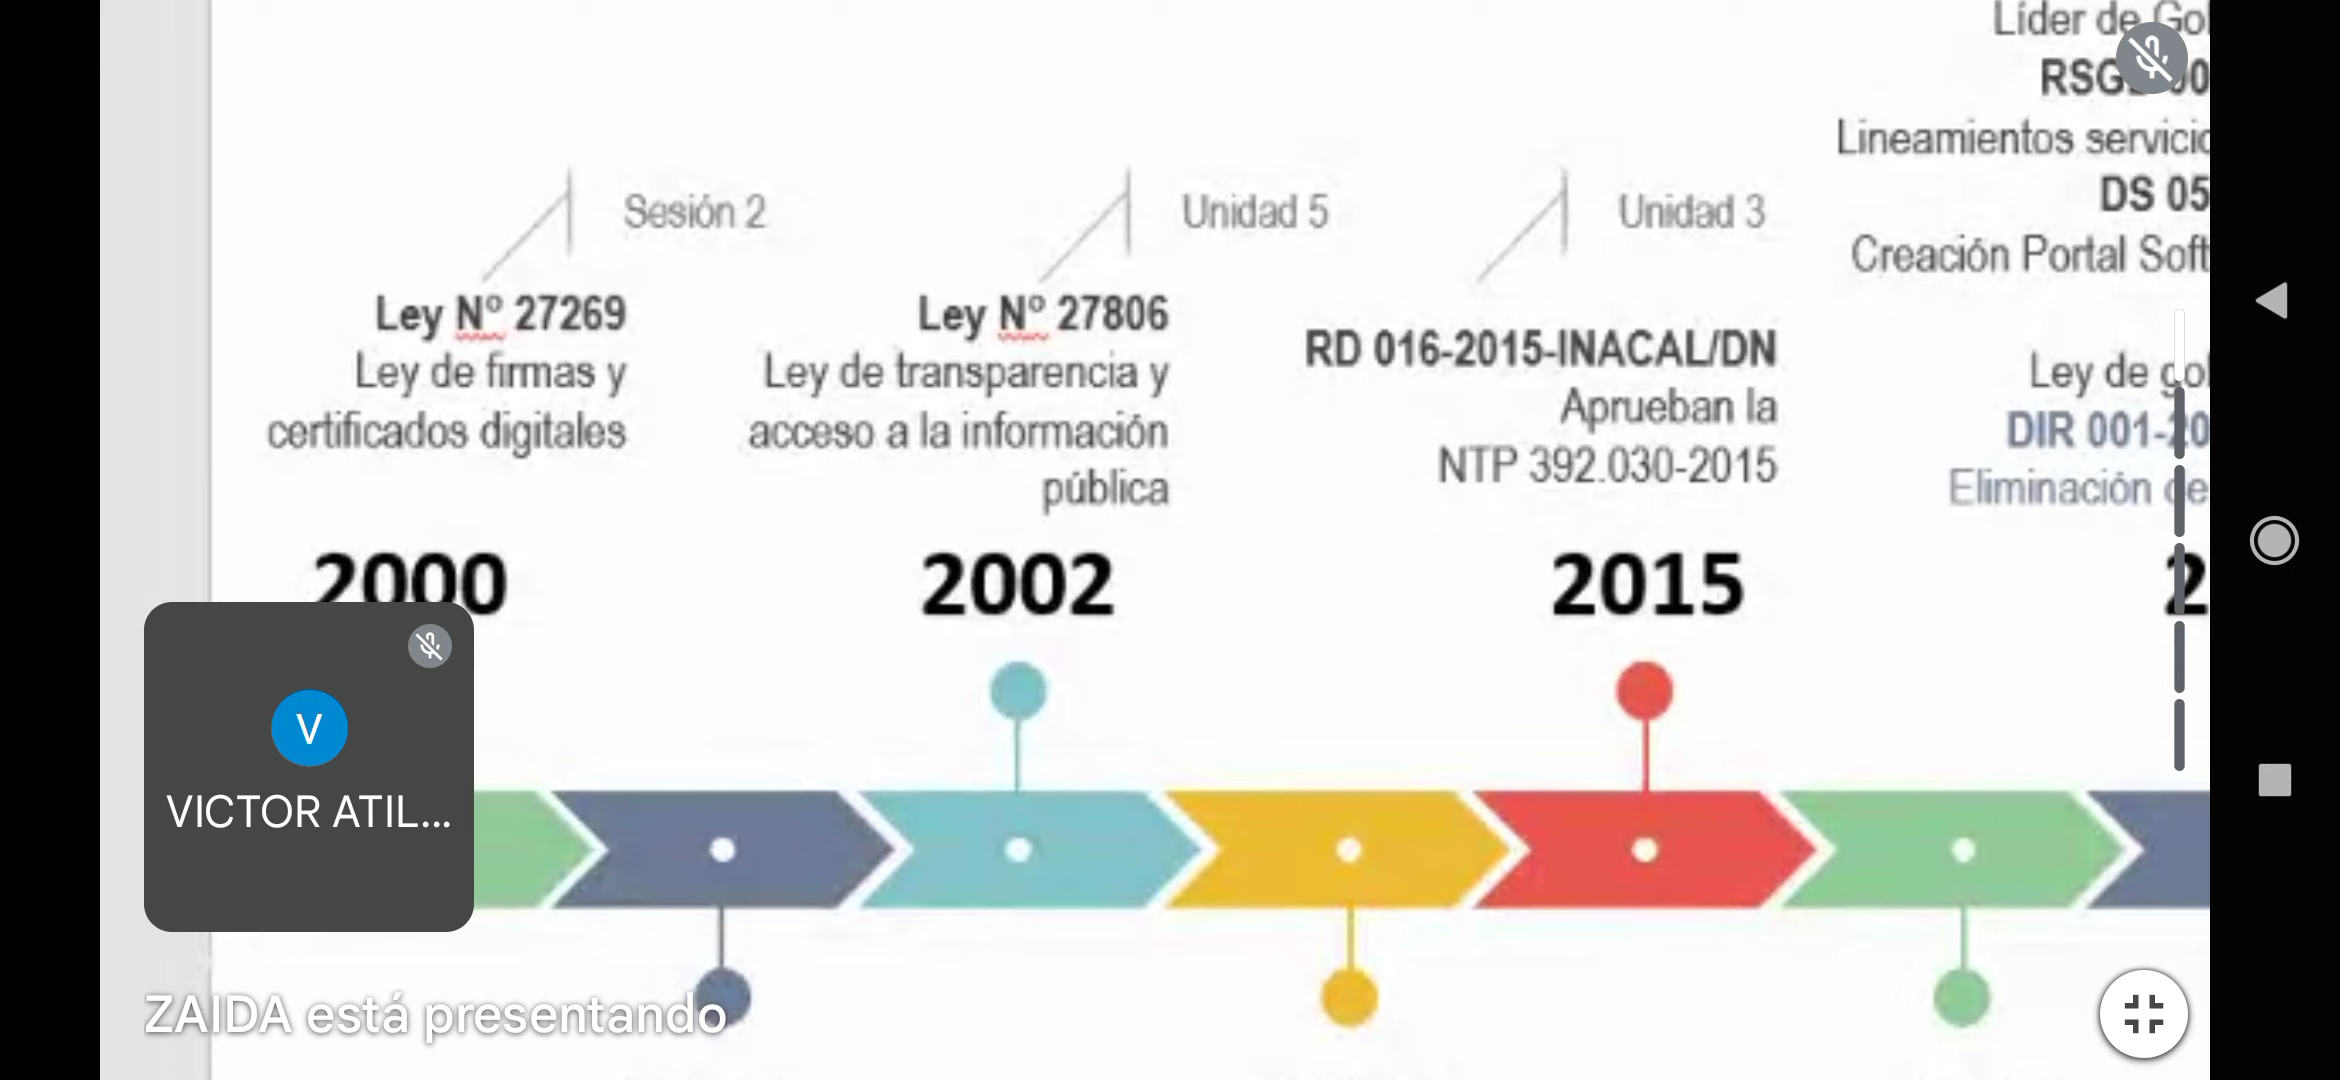 Líder de
Lineamientos
DS 05
Creación Portal
Sesión 2
Unidad 5
Unidad 3
Ley Nº 27269
Ley de firmas y
certificados digitales
2000
Ley Nº 27806
Ley de transparencia y
acceso a la información
pública
2002
RD 016-2015-INACAL/DN
Aprueban la
NTP 392.030-2015
2015
Ley de
DIR 001-
Eliminación
V
VICTOR ATIL...
ZAIDA está presentando